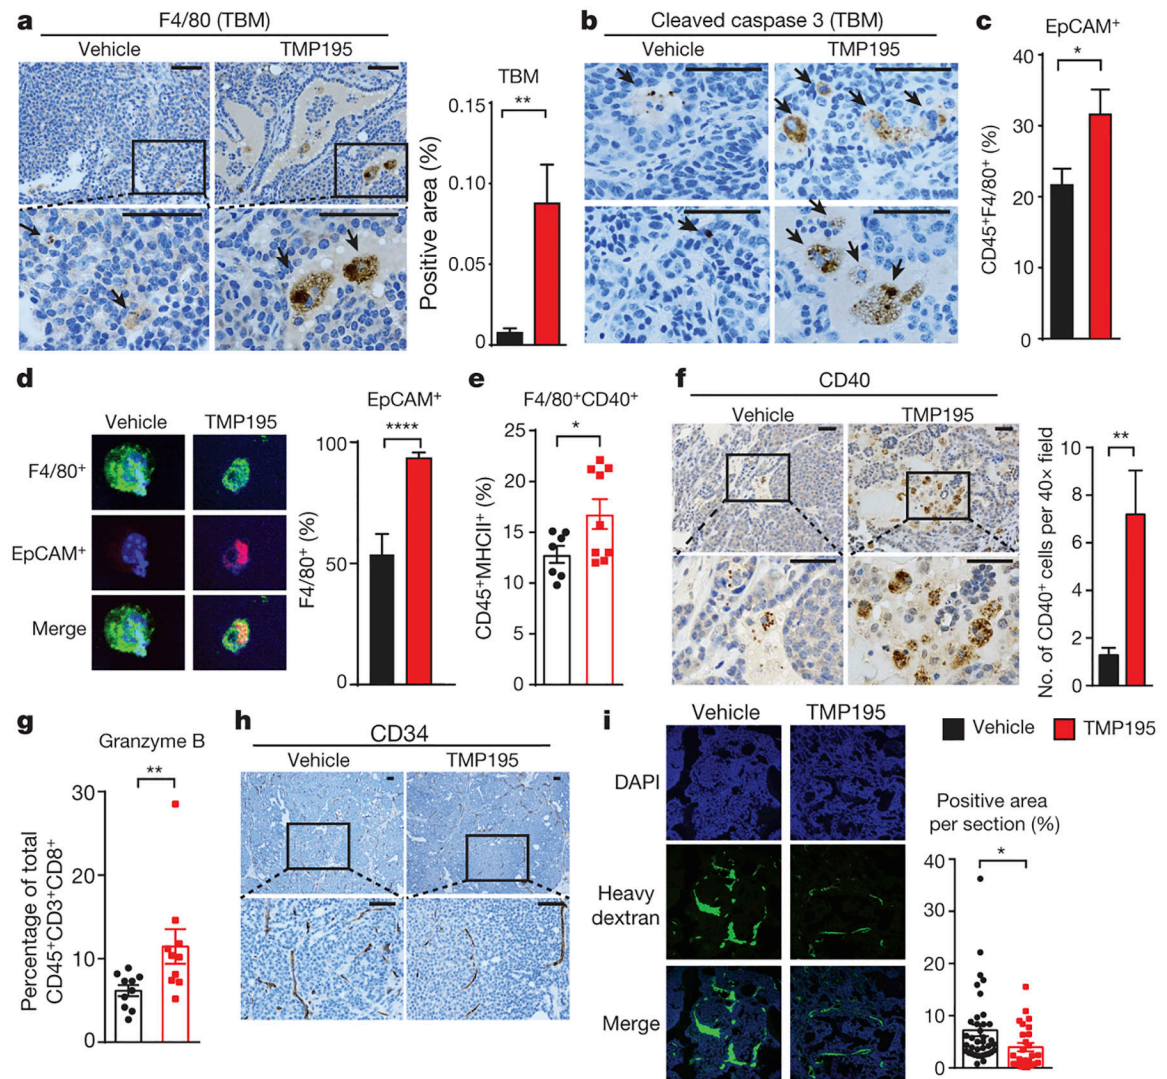 a F4/80 (TBM)
Vehicle TMP195
TBM
**
Positive area (%)
0.15
0.10
0.05
0
b Cleaved caspase 3 (TBM)
Vehicle TMP195
c EpCAM⁺
*
CD45⁺F4/80⁺ (%)
40
30
20
10
0
d
Vehicle TMP195
F4/80⁺
EpCAM⁺
Merge
EpCAM⁺
****
F4/80⁺ (%)
100
50
0
e F4/80⁺CD40⁺
*
CD45⁺MHCII⁺ (%)
25
20
15
10
5
0
f CD40
Vehicle TMP195
**
No. of CD40⁺ cells per 40× field
10
8
6
4
2
0
g Granzyme B
**
Percentage of total
CD45⁺CD3⁺CD8⁺
30
20
10
0
h CD34
Vehicle TMP195
i Vehicle TMP195
DAPI
Heavy
dextran
Merge
Vehicle TMP195
Positive area
per section (%)
*
40
30
20
10
0